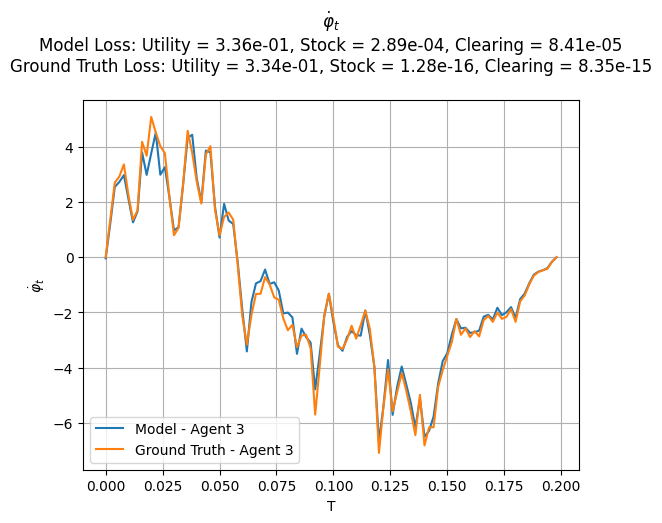 φ̇ₜ
Model Loss: Utility = 3.36e-01, Stock = 2.89e-04, Clearing = 8.41e-05
Ground Truth Loss: Utility = 3.34e-01, Stock = 1.28e-16, Clearing = 8.35e-15
4
2
0
−2
−4
−6
φ̇ₜ
Model - Agent 3
Ground Truth - Agent 3
0.000 0.025 0.050 0.075 0.100 0.125 0.150 0.175 0.200
T